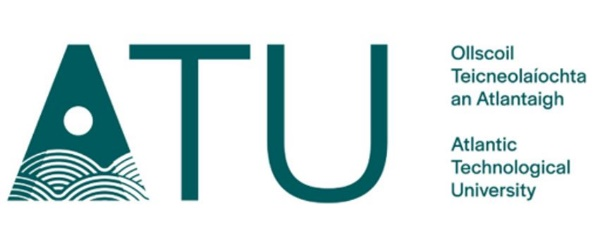 ATU
Ollscoil
Teicneolaíochta
an Atlantaigh
Atlantic
Technological
University